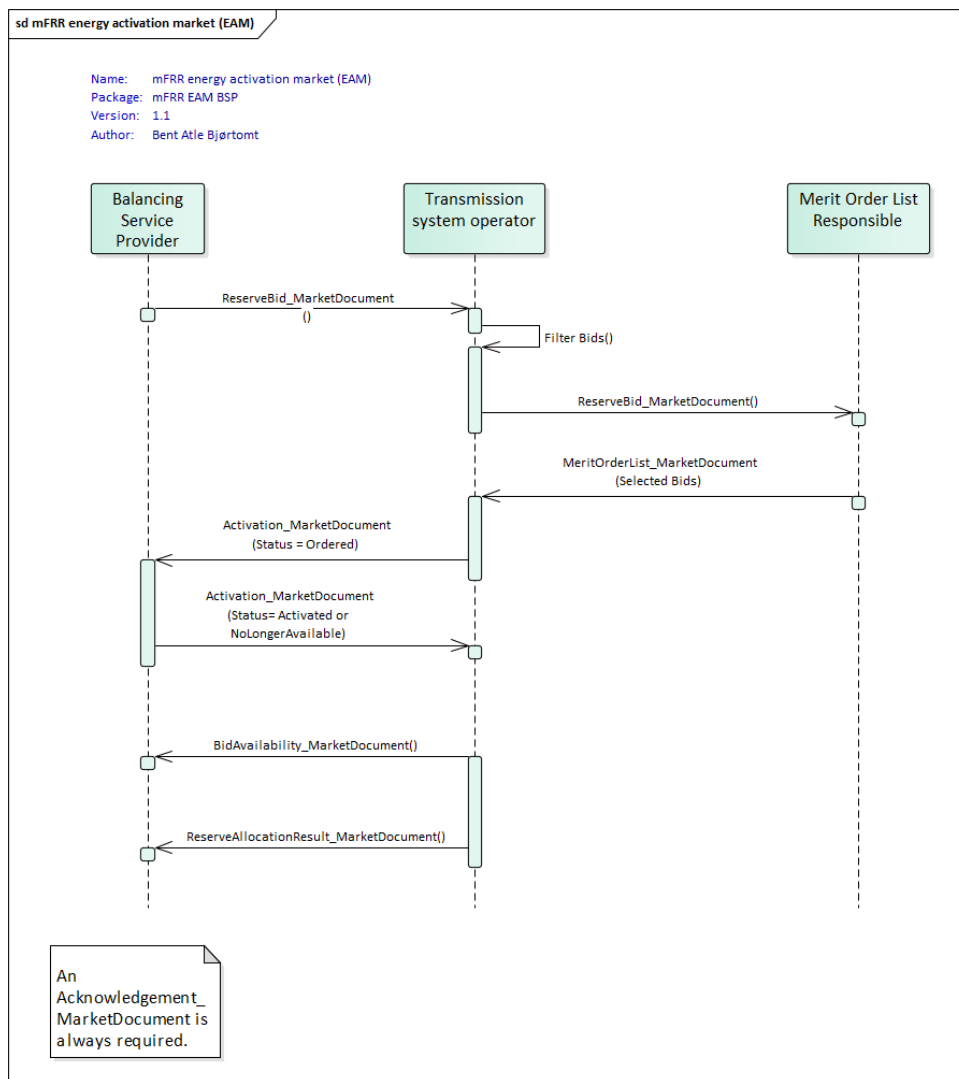 sd mFRR energy activation market (EAM)
Name: mFRR energy activation market (EAM)
Package: mFRR EAM BSP
Version: 1.1
Author: Bent Atle Bjørtomt
Balancing
Service
Provider
Transmission
system operator
Merit Order List
Responsible
ReserveBid_MarketDocument
()
Filter Bids()
ReserveBid_MarketDocument()
MeritOrderList_MarketDocument
(Selected Bids)
Activation_MarketDocument
(Status = Ordered)
Activation_MarketDocument
(Status= Activated or
NoLongerAvailable)
BidAvailability_MarketDocument()
ReserveAllocationResult_MarketDocument()
An
Acknowledgement_
MarketDocument is
always required.